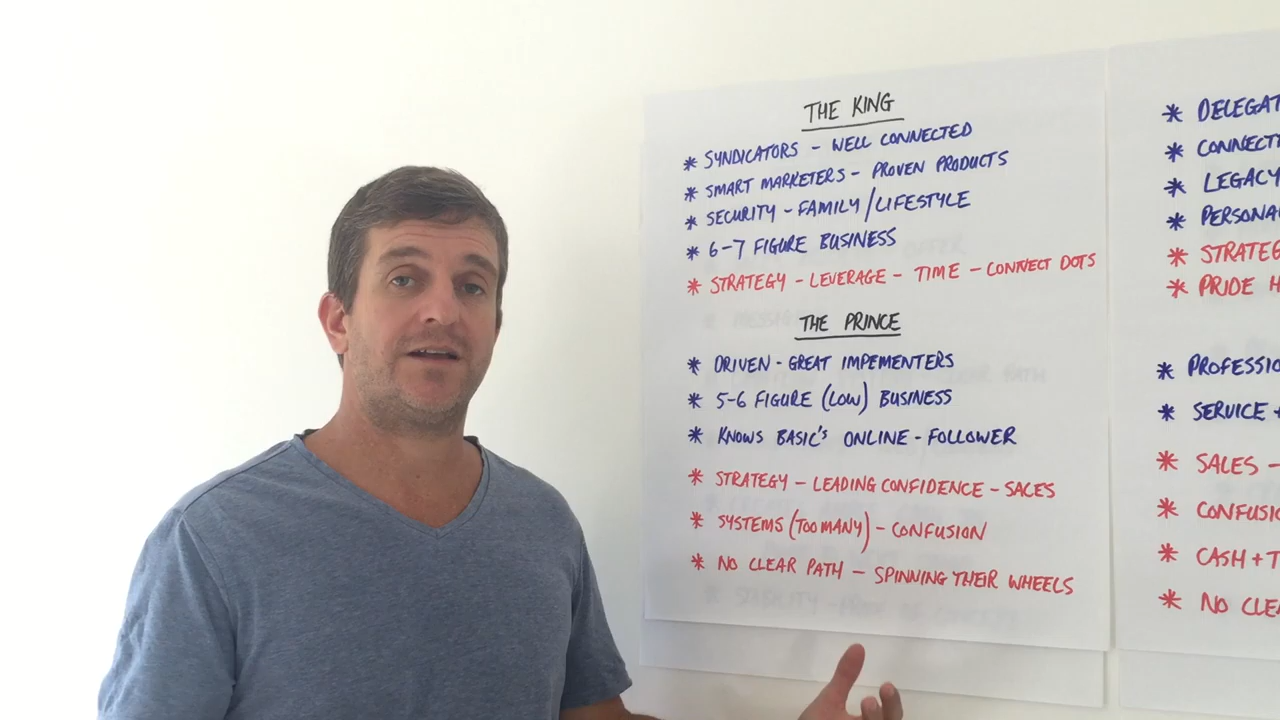 THE KING
* SYNDICATORS - WELL CONNECTED
* SMART MARKETERS - PROVEN PRODUCTS
* SECURITY - FAMILY / LIFESTYLE
* 6-7 FIGURE BUSINESS
* STRATEGY - LEVERAGE - TIME - CONNECT DOTS
THE PRINCE
* DRIVEN - GREAT IMPEMENTERS
* 5-6 FIGURE (LOW) BUSINESS
* KNOWS BASIC'S ONLINE - FOLLOWER
* STRATEGY - LEADING CONFIDENCE - SALES
* SYSTEMS (TOO MANY) - CONFUSION
* NO CLEAR PATH - SPINNING THEIR WHEELS
* DELEGAT
* CONNECTI
* LEGACY
* PERSONA
* STRATEG
* PRIDE H
* PROFESSIO
* SERVICE +
* SALES -
* CONFUSIO
* CASH + T
* NO CLEA